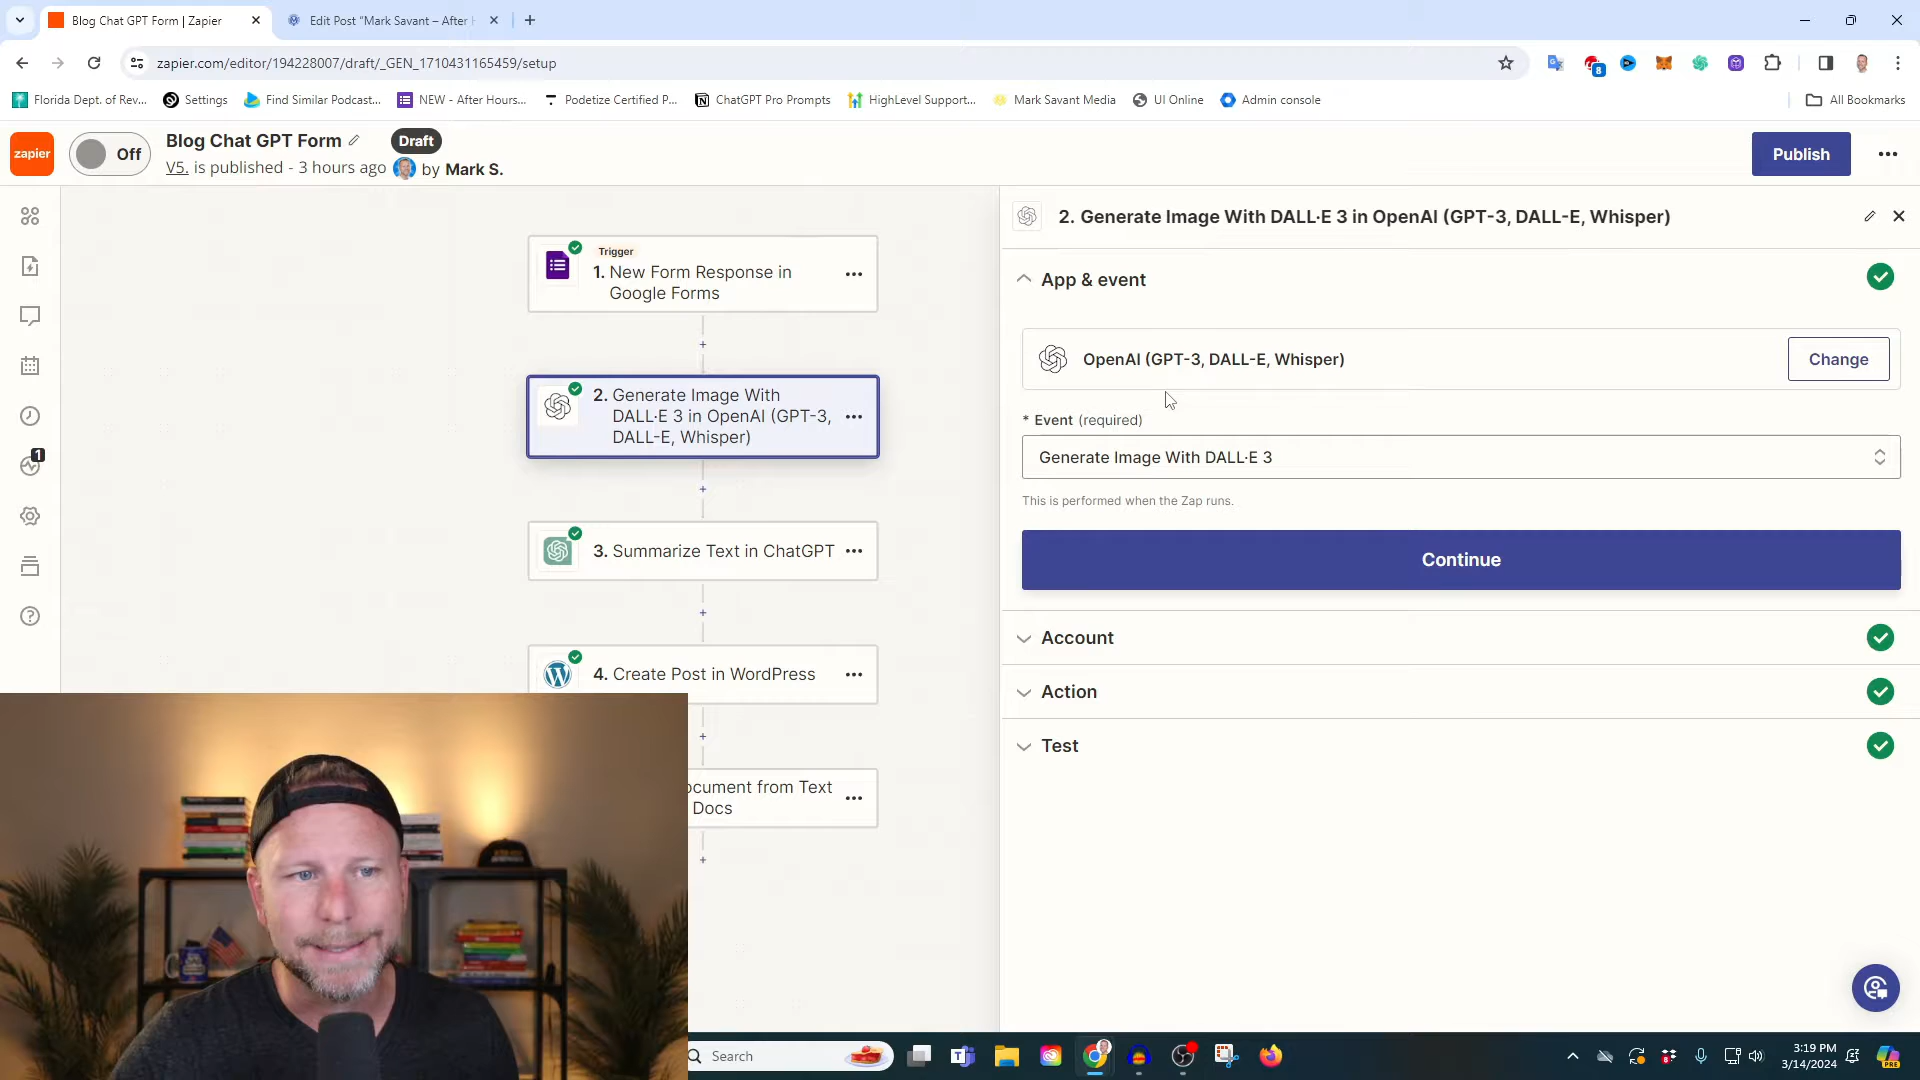 Blog Chat GPT Form | Zapier
Edit Post "Mark Savant – After H
zapier.com/editor/194228007/draft/_GEN_1710431165459/setup
8
Florida Dept. of Rev...
Settings
Find Similar Podcast...
NEW - After Hours...
Podetize Certified P...
ChatGPT Pro Prompts
HighLevel Support...
Mark Savant Media
UI Online
Admin console
All Bookmarks
zapier
Off
Blog Chat GPT Form
Draft
V5. is published - 3 hours ago
by Mark S.
Publish
1
Trigger
1. New Form Response in
Google Forms
2. Generate Image With
DALL·E 3 in OpenAI (GPT-3,
DALL-E, Whisper)
3. Summarize Text in ChatGPT
4. Create Post in WordPress
ocument from Text
Docs
2. Generate Image With DALL·E 3 in OpenAI (GPT-3, DALL-E, Whisper)
App & event
OpenAI (GPT-3, DALL-E, Whisper)
Change
* Event (required)
Generate Image With DALL·E 3
This is performed when the Zap runs.
Continue
Account
Action
Test
Search
3:19 PM
3/14/2024